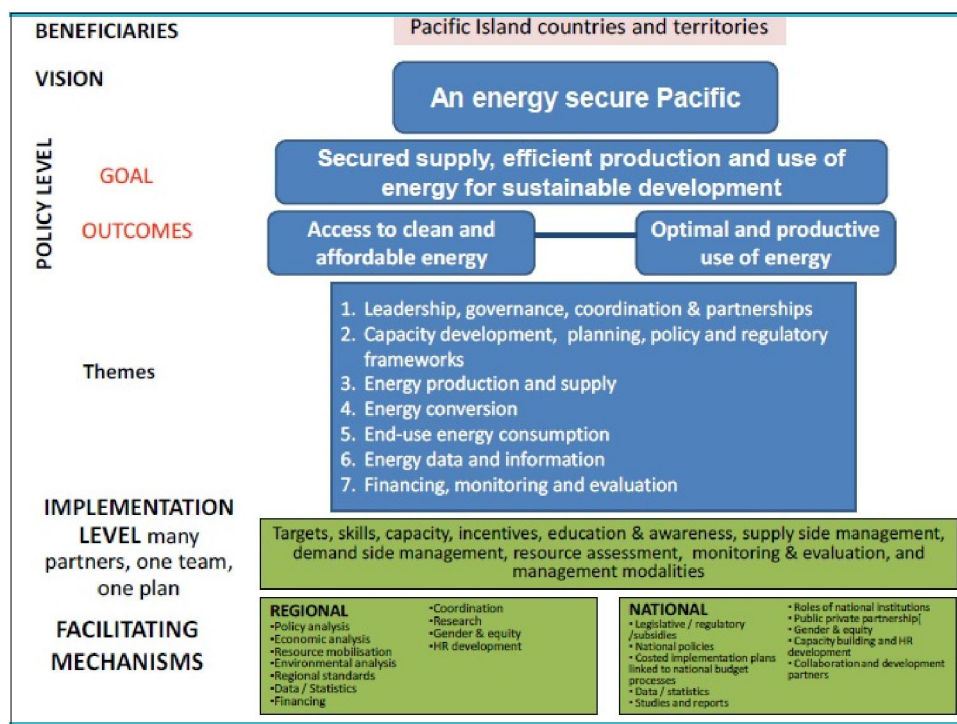 BENEFICIARIES
Pacific Island countries and territories
VISION
An energy secure Pacific
POLICY LEVEL
GOAL
Secured supply, efficient production and use of
energy for sustainable development
OUTCOMES
Access to clean and
affordable energy
Optimal and productive
use of energy
Themes
1. Leadership, governance, coordination & partnerships
2. Capacity development, planning, policy and regulatory
frameworks
3. Energy production and supply
4. Energy conversion
5. End-use energy consumption
6. Energy data and information
7. Financing, monitoring and evaluation
IMPLEMENTATION
LEVEL many
partners, one team,
one plan
Targets, skills, capacity, incentives, education & awareness, supply side management,
demand side management, resource assessment, monitoring & evaluation, and
management modalities
FACILITATING
MECHANISMS
REGIONAL
•Policy analysis
•Economic analysis
•Resource mobilisation
•Environmental analysis
•Regional standards
•Data / Statistics
•Financing
•Coordination
•Research
•Gender & equity
•HR development
NATIONAL
• Legislative / regulatory
/subsidies
• National policies
• Costed implementation plans
linked to national budget
processes
• Data / statistics
• Studies and reports
• Roles of national institutions
• Public private partnership[
• Gender & equity
• Capacity building and HR
development
• Collaboration and development
partners